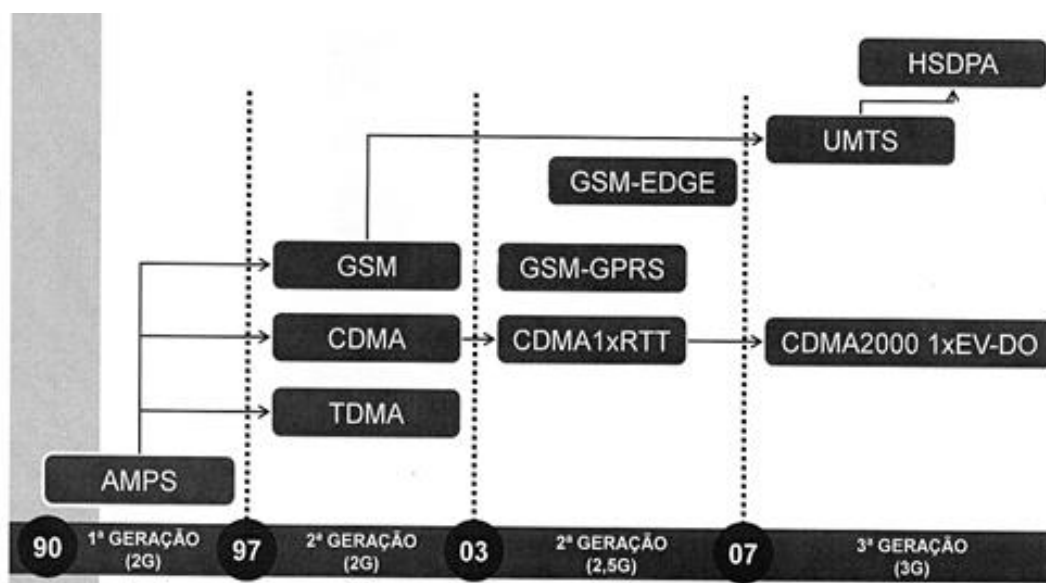 HSDPA
UMTS
GSM-EDGE
GSM
GSM-GPRS
CDMA
CDMA1xRTT
CDMA2000 1xEV-DO
TDMA
AMPS
90
1ª GERAÇÃO
(2G)
97
2ª GERAÇÃO
(2G)
03
2ª GERAÇÃO
(2,5G)
07
3ª GERAÇÃO
(3G)